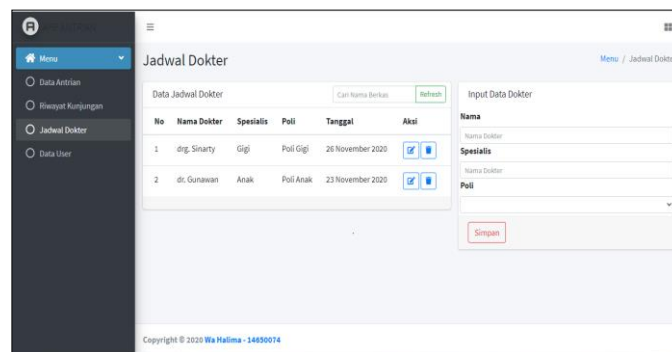 A
Menu
Data Antrian
Riwayat Kunjungan
Jadwal Dokter
Data User
Jadwal Dokter
Menu / Jadwal Dokte
Data Jadwal Dokter
Cari Nama Berkas
Refresh
No Nama Dokter Spesialis Poli Tanggal Aksi
1 drg. Sinarty Gigi Poli Gigi 26 November 2020
2 dr. Gunawan Anak Poli Anak 23 November 2020
Input Data Dokter
Nama
Nama Dokter
Spesialis
Nama Dokter
Poli
Simpan
Copyright © 2020 Wa Halima - 14650074